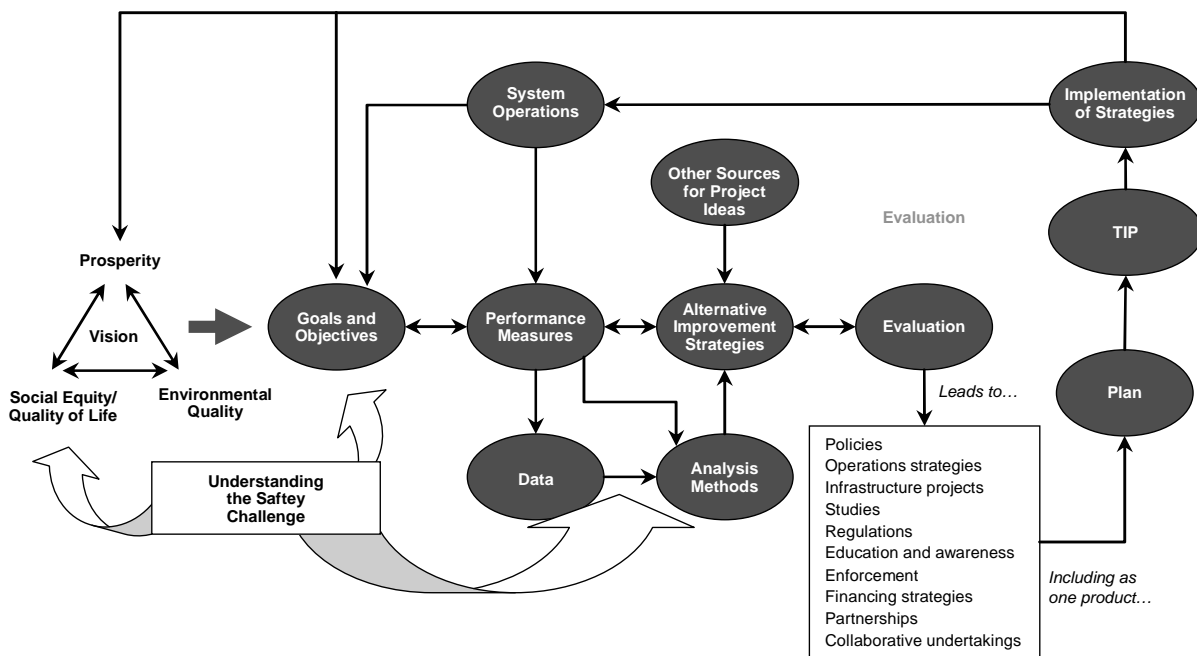 System
Operations
Implementation
of Strategies
Other Sources
for Project
Ideas
Evaluation
TIP
Prosperity
Vision
Social Equity/
Quality of Life
Environmental
Quality
Goals and
Objectives
Performance
Measures
Alternative
Improvement
Strategies
Evaluation
Leads to…
Plan
Understanding
the Saftey
Challenge
Data
Analysis
Methods
Policies
Operations strategies
Infrastructure projects
Studies
Regulations
Education and awareness
Enforcement
Financing strategies
Partnerships
Collaborative undertakings
Including as
one product…